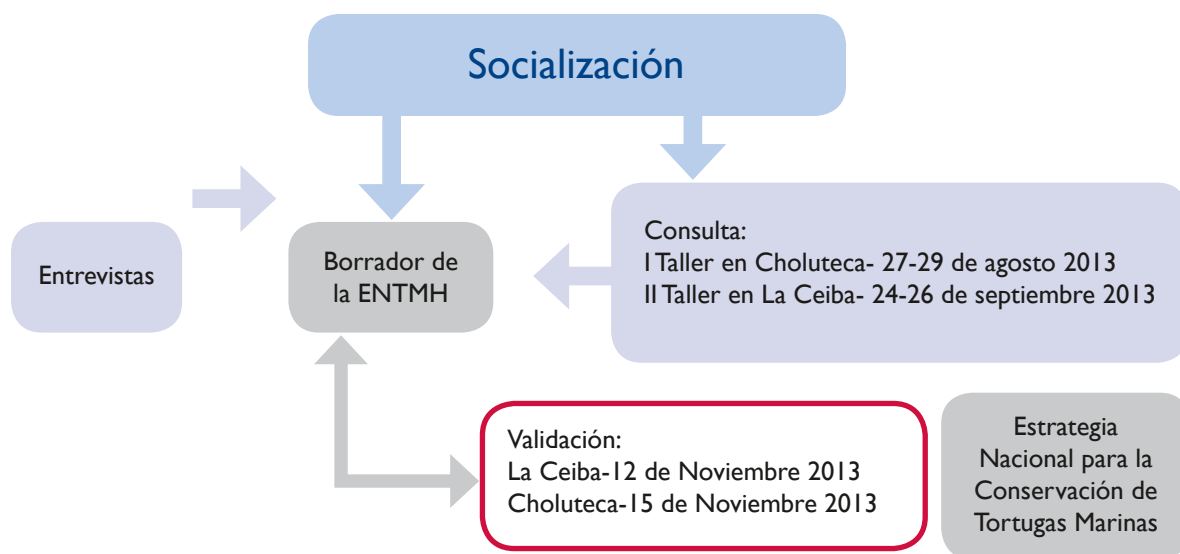 Socialización
Entrevistas
Borrador de
la ENTMH
Consulta:
I Taller en Choluteca- 27-29 de agosto 2013
II Taller en La Ceiba- 24-26 de septiembre 2013
Validación:
La Ceiba-12 de Noviembre 2013
Choluteca-15 de Noviembre 2013
Estrategia
Nacional para la
Conservación de
Tortugas Marinas